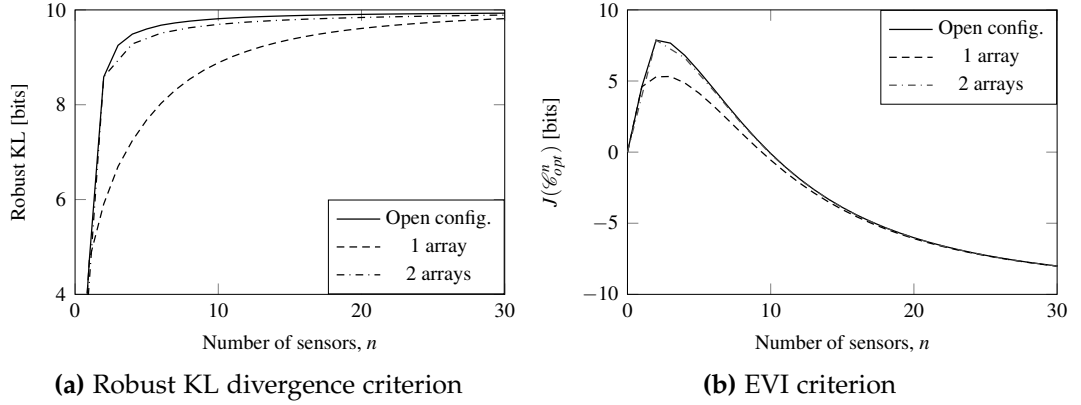 10
8
6
4
0
10
20
30
Robust KL [bits]
Number of sensors, n
Open config.
1 array
2 arrays
(a) Robust KL divergence criterion
10
5
0
−5
−10
0
10
20
30
J(𝒞ⁿₒₚₜ) [bits]
Number of sensors, n
Open config.
1 array
2 arrays
(b) EVI criterion